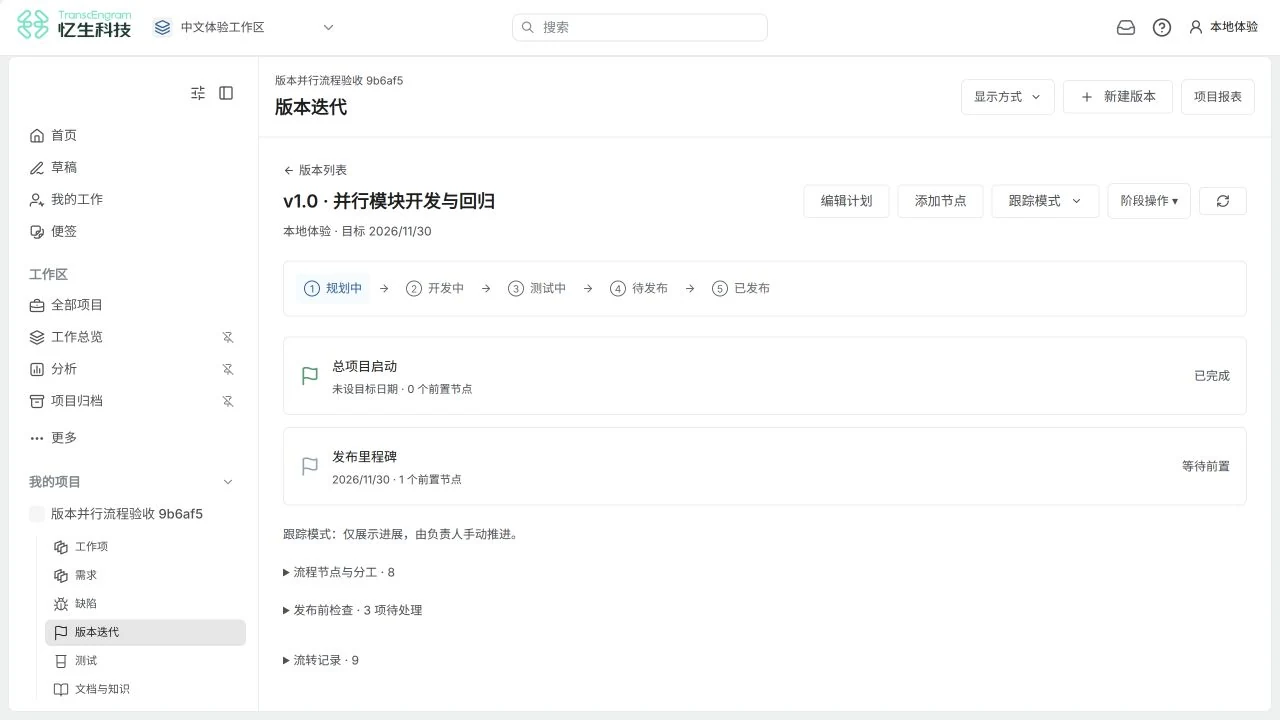 TransEngram
忆生科技
中文体验工作区
搜索
本地体验
首页
草稿
我的工作
便签
工作区
全部项目
工作总览
分析
项目归档
更多
我的项目
版本并行流程验收 9b6af5
工作项
需求
缺陷
版本迭代
测试
文档与知识
版本并行流程验收 9b6af5
版本迭代
显示方式
+ 新建版本
项目报表
← 版本列表
v1.0 · 并行模块开发与回归
本地体验 · 目标 2026/11/30
编辑计划
添加节点
跟踪模式
阶段操作 ▾
1 规划中 → 2 开发中 → 3 测试中 → 4 待发布 → 5 已发布
总项目启动
未设目标日期 · 0 个前置节点
已完成
发布里程碑
2026/11/30 · 1 个前置节点
等待前置
跟踪模式：仅展示进展，由负责人手动推进。
▶ 流程节点与分工 · 8
▶ 发布前检查 · 3 项待处理
▶ 流转记录 · 9